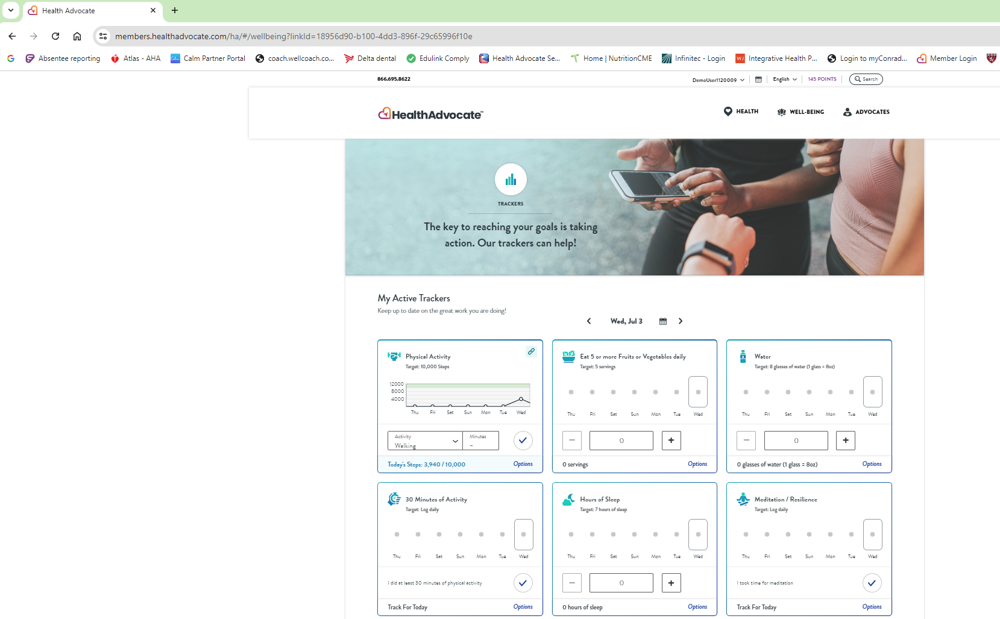 Health Advocate
members.healthadvocate.com/ha/#/wellbeing?linkId=18956d90-b100-4dd3-896f-29c65996f10e
Absentee reporting
Atlas - AHA
Calm Partner Portal
coach.wellcoach.co...
Delta dental
Edulink Comply
Health Advocate Se...
Home | NutritionCME
Infinitec - Login
Integrative Health P...
Login to myConrad...
Member Login
866.695.8622
DemoUser1120009
English
145 POINTS
Search
HealthAdvocate™
HEALTH
WELL-BEING
ADVOCATES
TRACKERS
The key to reaching your goals is taking
action. Our trackers can help!
My Active Trackers
Keep up to date on the great work you are doing!
Wed, Jul 3
Physical Activity
Target: 10,000 Steps
12000
8000
4000
Thu Fri Sat Sun Mon Tue Wed
Activity
Walking
Minutes
–
Today's Steps: 3,940 / 10,000
Options
Eat 5 or more Fruits or Vegetables daily
Target: 5 servings
Thu Fri Sat Sun Mon Tue Wed
0
0 servings
Options
Water
Target: 8 glasses of water (1 glass = 8oz)
Thu Fri Sat Sun Mon Tue Wed
0
0 glasses of water (1 glass = 8oz)
Options
30 Minutes of Activity
Target: Log daily
Thu Fri Sat Sun Mon Tue Wed
I did at least 30 minutes of physical activity
Track For Today
Options
Hours of Sleep
Target: 7 hours of sleep
Thu Fri Sat Sun Mon Tue Wed
0
0 hours of sleep
Options
Meditation / Resilience
Target: Log daily
Thu Fri Sat Sun Mon Tue Wed
I took time for meditation
Track For Today
Options